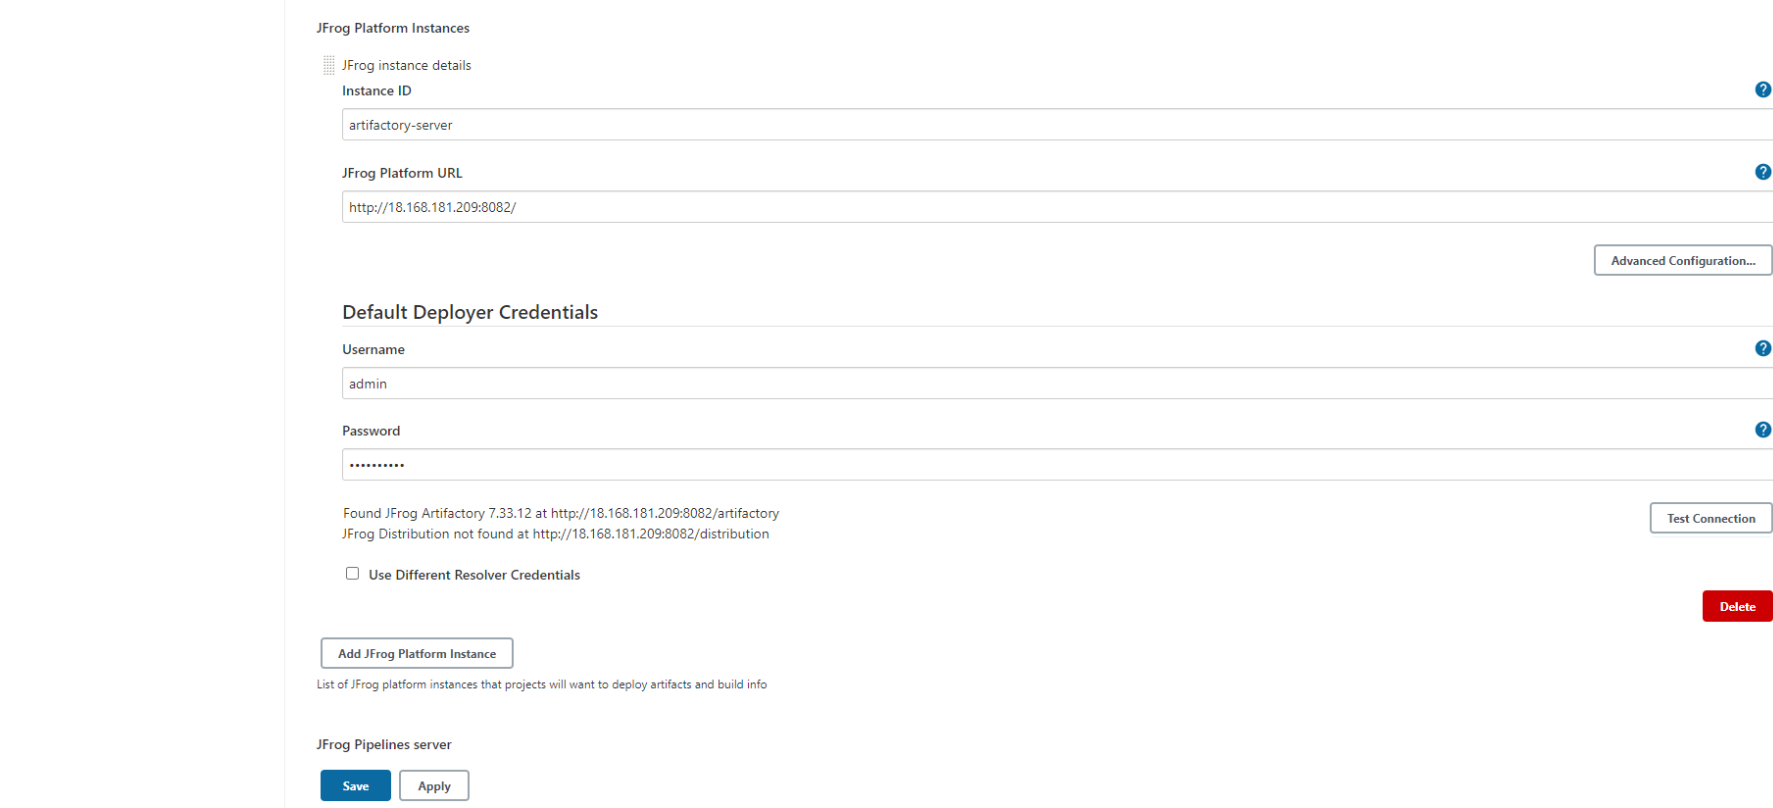 JFrog Platform Instances
JFrog instance details
Instance ID
artifactory-server
JFrog Platform URL
http://18.168.181.209:8082/
Advanced Configuration...
Default Deployer Credentials
Username
admin
Password
••••••••••
Found JFrog Artifactory 7.33.12 at http://18.168.181.209:8082/artifactory
JFrog Distribution not found at http://18.168.181.209:8082/distribution
Test Connection
Use Different Resolver Credentials
Delete
Add JFrog Platform Instance
List of JFrog platform instances that projects will want to deploy artifacts and build info
JFrog Pipelines server
Save
Apply